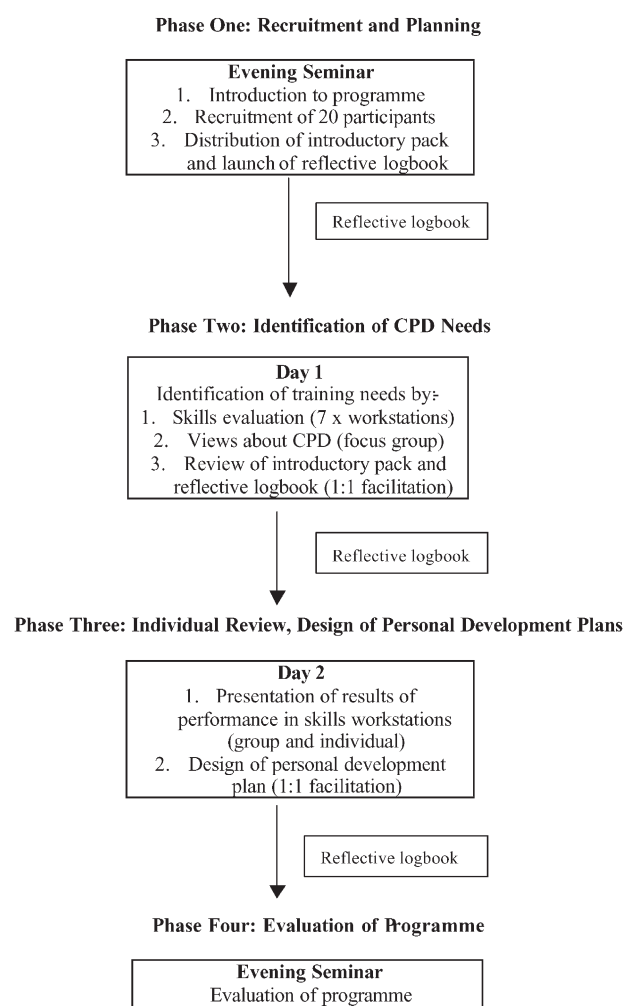 Phase One: Recruitment and Planning
Evening Seminar
1. Introduction to programme
2. Recruitment of 20 participants
3. Distribution of introductory pack
and launch of reflective logbook
Reflective logbook
Phase Two: Identification of CPD Needs
Day 1
Identification of training needs by:-
1. Skills evaluation (7 x workstations)
2. Views about CPD (focus group)
3. Review of introductory pack and
reflective logbook (1:1 facilitation)
Reflective logbook
Phase Three: Individual Review, Design of Personal Development Plans
Day 2
1. Presentation of results of
performance in skills workstations
(group and individual)
2. Design of personal development
plan (1:1 facilitation)
Reflective logbook
Phase Four: Evaluation of Programme
Evening Seminar
Evaluation of programme